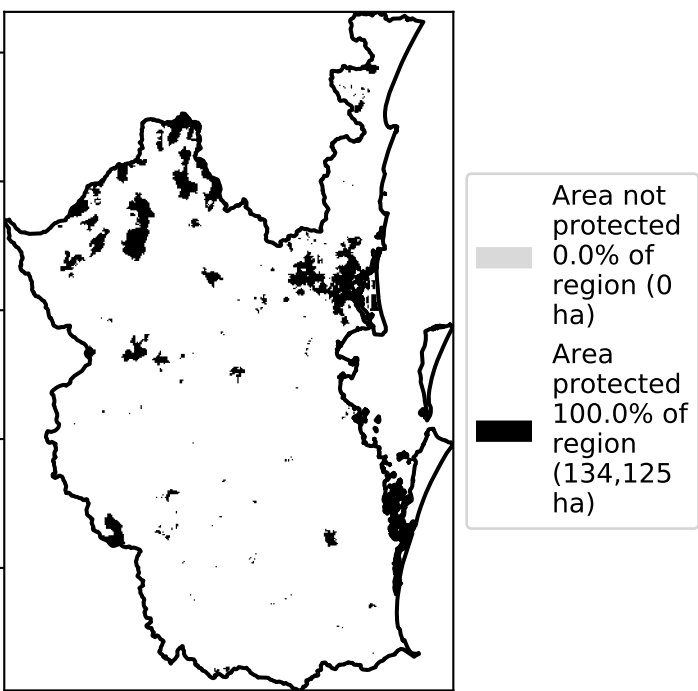 Area not
protected
0.0% of
region (0
ha)
Area
protected
100.0% of
region
(134,125
ha)